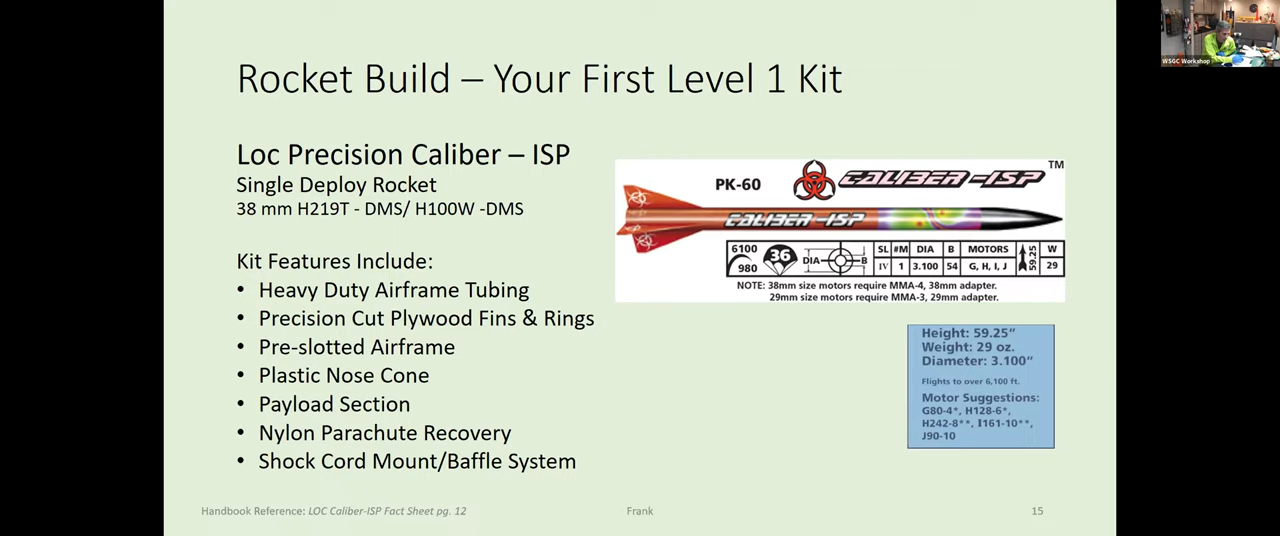 WSGC Workshop
Rocket Build – Your First Level 1 Kit
Loc Precision Caliber – ISP
Single Deploy Rocket
38 mm H219T - DMS/ H100W -DMS
Kit Features Include:
• Heavy Duty Airframe Tubing
• Precision Cut Plywood Fins & Rings
• Pre-slotted Airframe
• Plastic Nose Cone
• Payload Section
• Nylon Parachute Recovery
• Shock Cord Mount/Baffle System
PK-60
CALIBER-ISP TM
CALIBER-ISP
6100 980 36 DIA B
SL #M DIA B MOTORS 59.25 W
IV 1 3.100 54 G, H, I, J 29
NOTE: 38mm size motors require MMA-4, 38mm adapter.
29mm size motors require MMA-3, 29mm adapter.
Height: 59.25"
Weight: 29 oz.
Diameter: 3.100"
Flights to over 6,100 ft.
Motor Suggestions:
G80-4*, H128-6*,
H242-8**, I161-10**,
J90-10
Handbook Reference: LOC Caliber-ISP Fact Sheet pg. 12
Frank
15